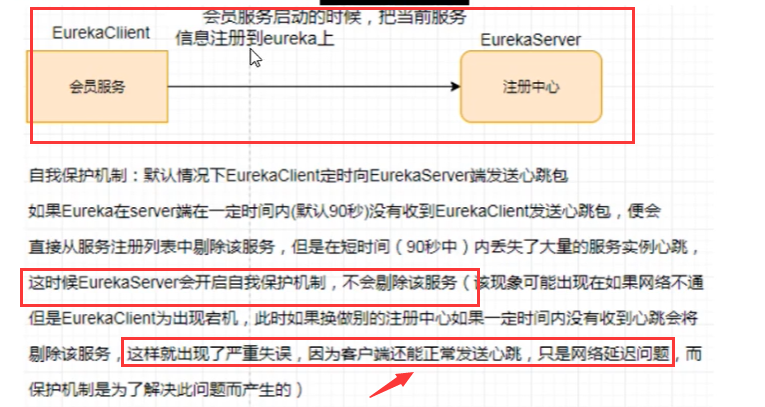 会员服务启动的时候，把当前服务
EurekaCliient
信息注册到eureka上
EurekaServer
会员服务
注册中心
自我保护机制：默认情况下EurekaClient定时向EurekaServer端发送心跳包
如果Eureka在server端在一定时间内(默认90秒)没有收到EurekaClient发送心跳包，便会
直接从服务注册列表中剔除该服务，但是在短时间（90秒中）内丢失了大量的服务实例心跳，
这时候EurekaServer会开启自我保护机制，不会剔除该服务（该现象可能出现在如果网络不通
但是EurekaClient为出现宕机，此时如果换做别的注册中心如果一定时间内没有收到心跳会将
剔除该服务，这样就出现了严重失误，因为客户端还能正常发送心跳，只是网络延迟问题，而
保护机制是为了解决此问题而产生的）